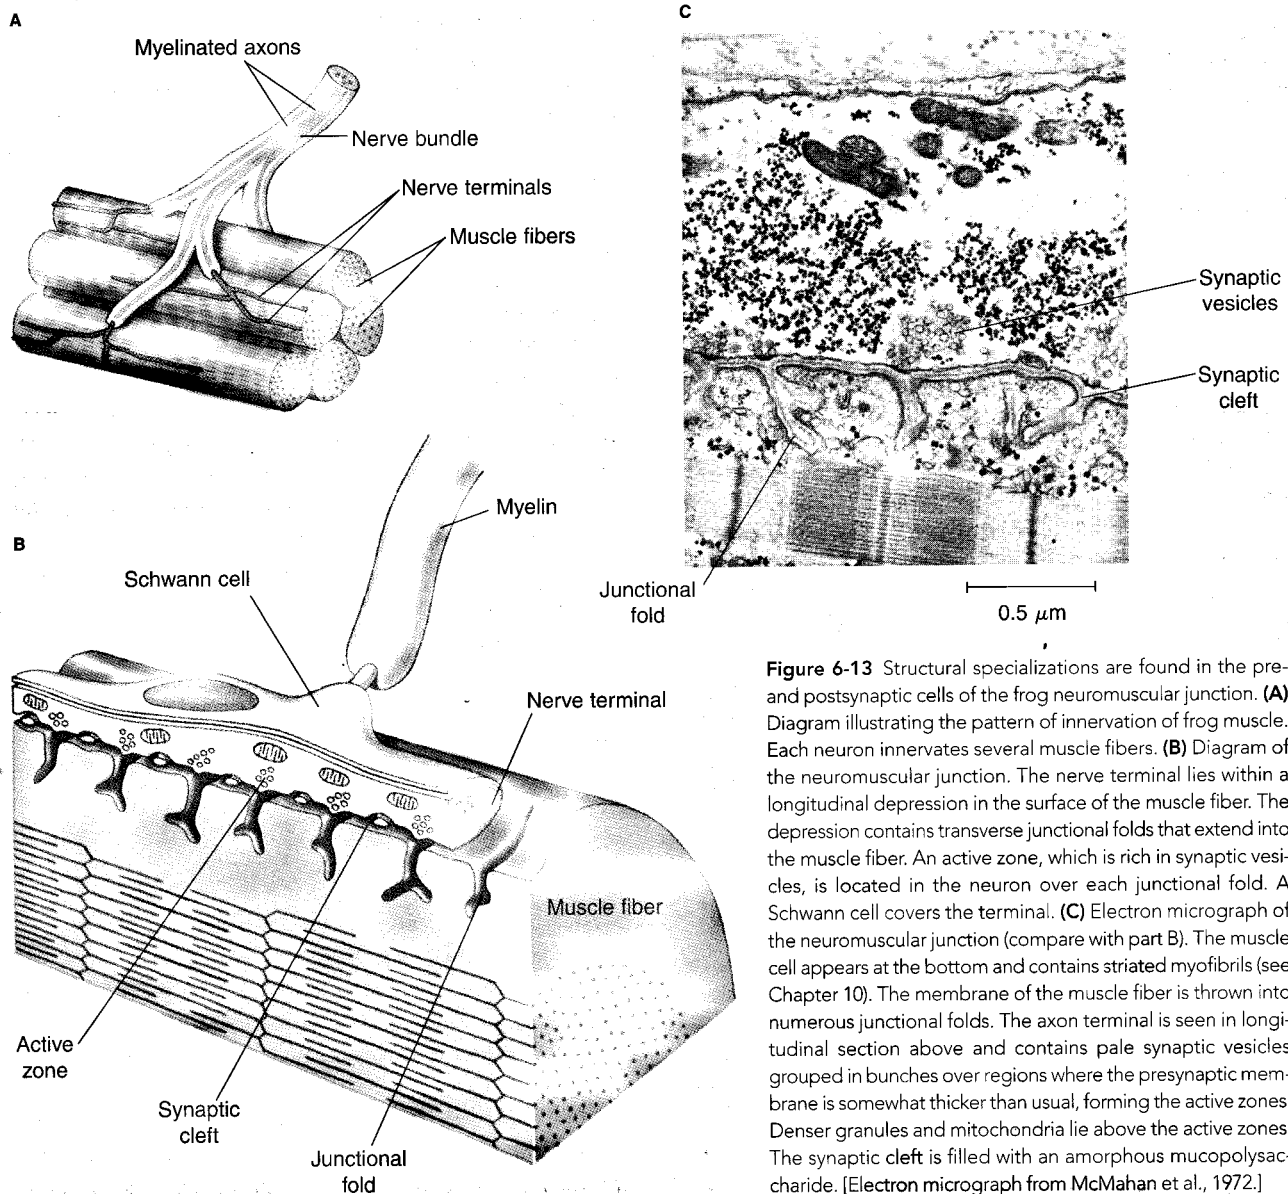 A
Myelinated axons
Nerve bundle
Nerve terminals
Muscle fibers
B
Myelin
Schwann cell
Nerve terminal
Muscle fiber
Active
zone
Synaptic
cleft
Junctional
fold
C
Synaptic
vesicles
Synaptic
cleft
Junctional
fold
0.5 μm
Figure 6-13 Structural specializations are found in the pre-
and postsynaptic cells of the frog neuromuscular junction. (A)
Diagram illustrating the pattern of innervation of frog muscle.
Each neuron innervates several muscle fibers. (B) Diagram of
the neuromuscular junction. The nerve terminal lies within a
longitudinal depression in the surface of the muscle fiber. The
depression contains transverse junctional folds that extend into
the muscle fiber. An active zone, which is rich in synaptic vesi-
cles, is located in the neuron over each junctional fold. A
Schwann cell covers the terminal. (C) Electron micrograph of
the neuromuscular junction (compare with part B). The muscle
cell appears at the bottom and contains striated myofibrils (see
Chapter 10). The membrane of the muscle fiber is thrown into
numerous junctional folds. The axon terminal is seen in longi-
tudinal section above and contains pale synaptic vesicles
grouped in bunches over regions where the presynaptic mem-
brane is somewhat thicker than usual, forming the active zones
Denser granules and mitochondria lie above the active zones
The synaptic cleft is filled with an amorphous mucopolysac-
charide. [Electron micrograph from McMahan et al., 1972.]